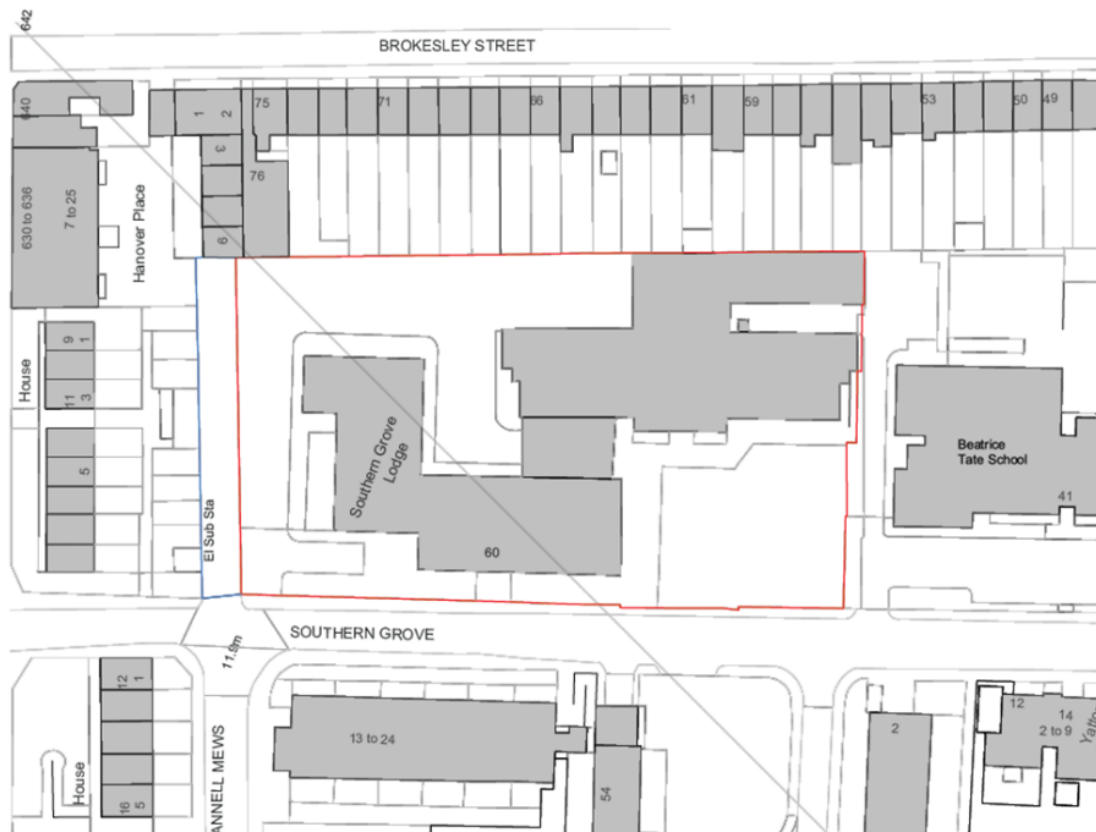 642
BROKESLEY STREET
640
1
2
75
71
66
61
59
53
50
49
3
76
6
630 to 636
7 to 25
Hanover Place
House
9
1
11
3
5
El Sub Sta
Southern Grove
Lodge
60
Beatrice
Tate School
41
SOUTHERN GROVE
11.9m
12
1
House
16
5
ANNELL MEWS
13 to 24
54
2
12
14
2 to 9